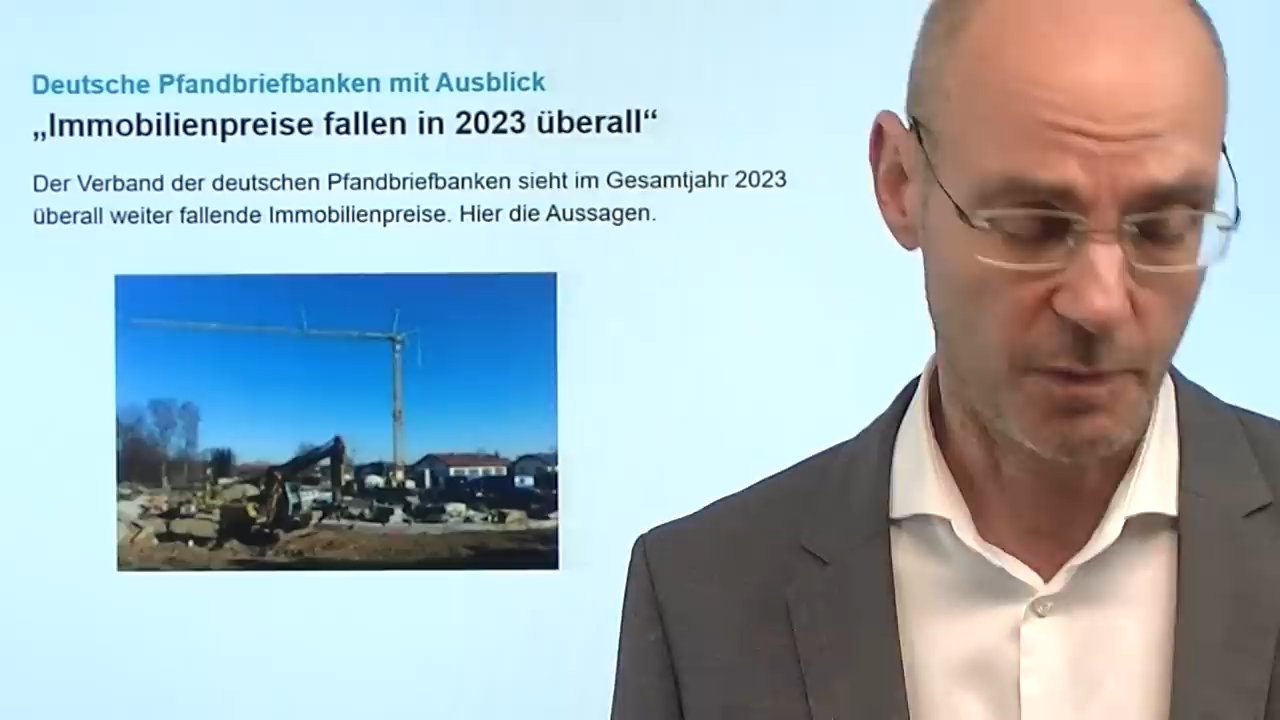 Deutsche Pfandbriefbanken mit Ausblick
„Immobilienpreise fallen in 2023 überall“
Der Verband der deutschen Pfandbriefbanken sieht im Gesamtjahr 2023
überall weiter fallende Immobilienpreise. Hier die Aussagen.